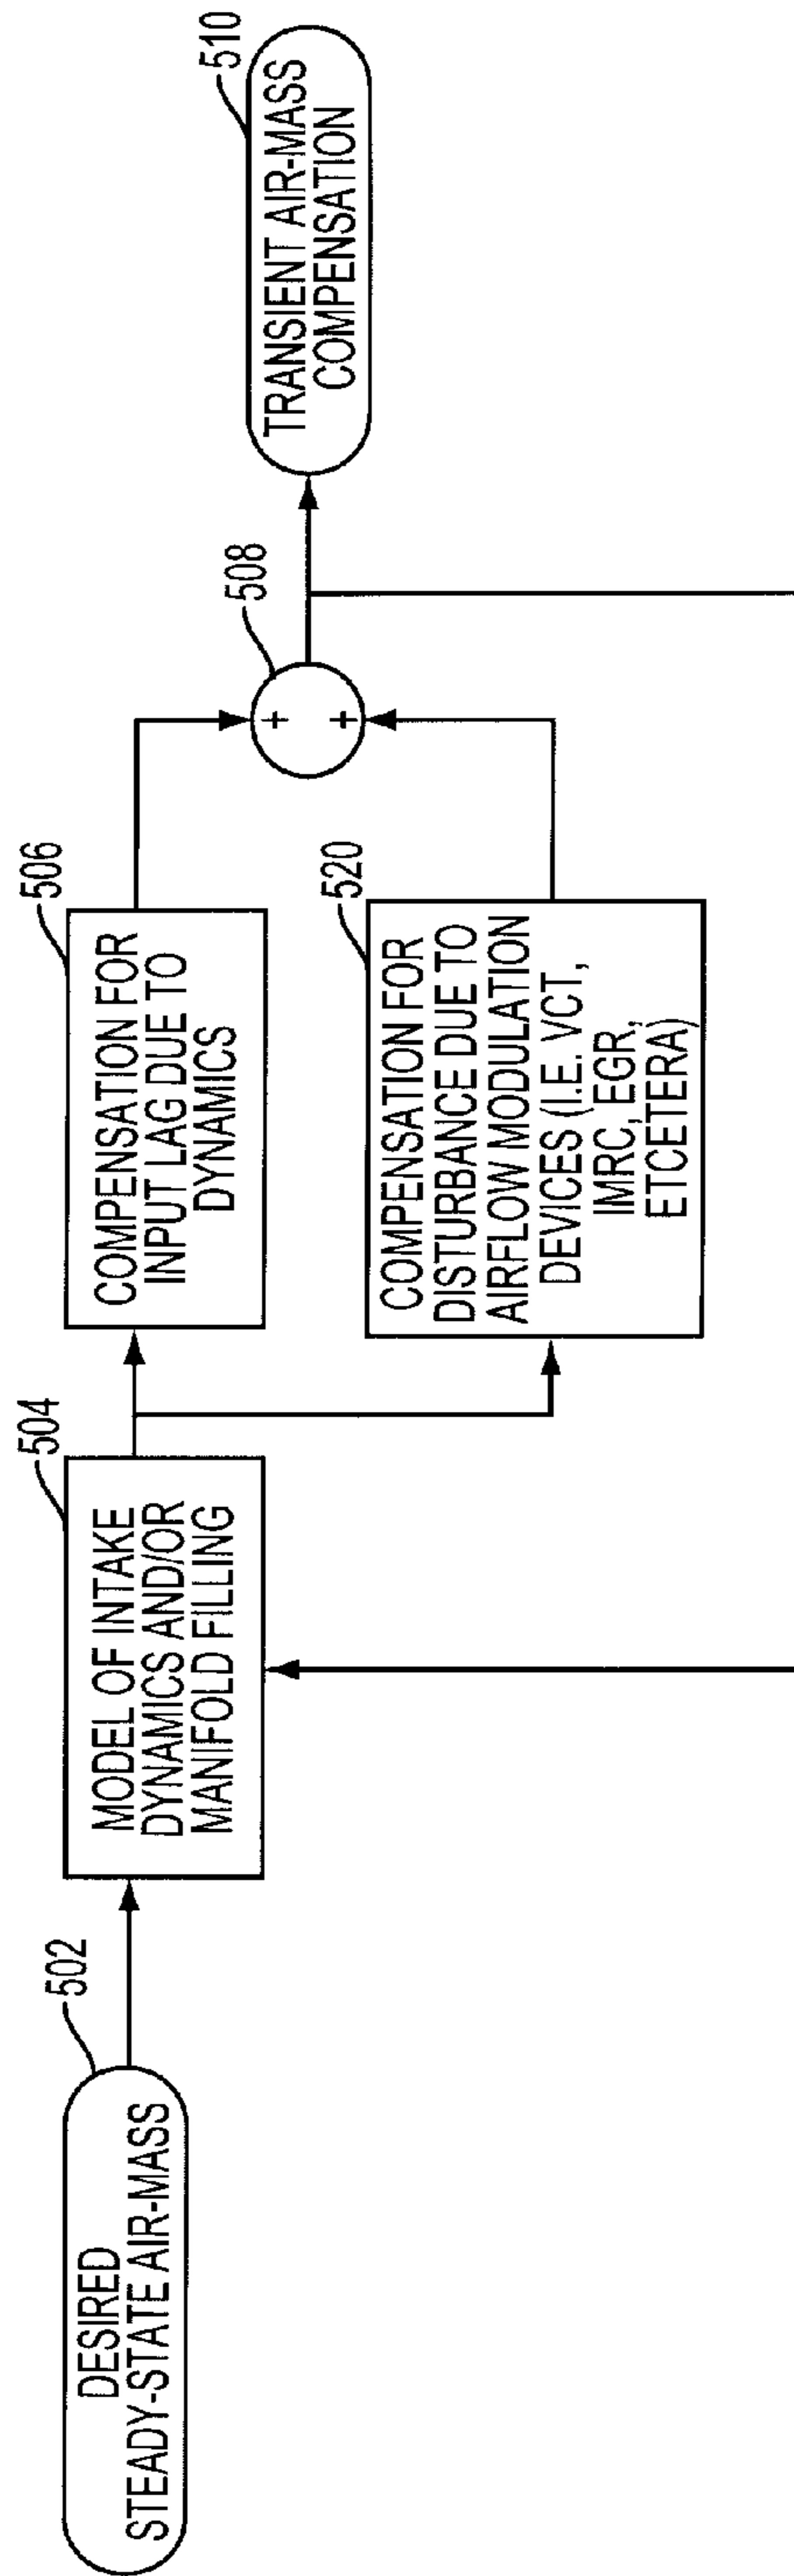 502
DESIRED
STEADY-STATE AIR-MASS
504
MODEL OF INTAKE
DYNAMICS AND/OR
MANIFOLD FILLING
506
COMPENSATION FOR
INPUT LAG DUE TO
DYNAMICS
520
COMPENSATION FOR
DISTURBANCE DUE TO
AIRFLOW MODULATION
DEVICES (I.E. VCT,
IMRC, EGR,
ETCETERA)
508
+
+
510
TRANSIENT AIR-MASS
COMPENSATION